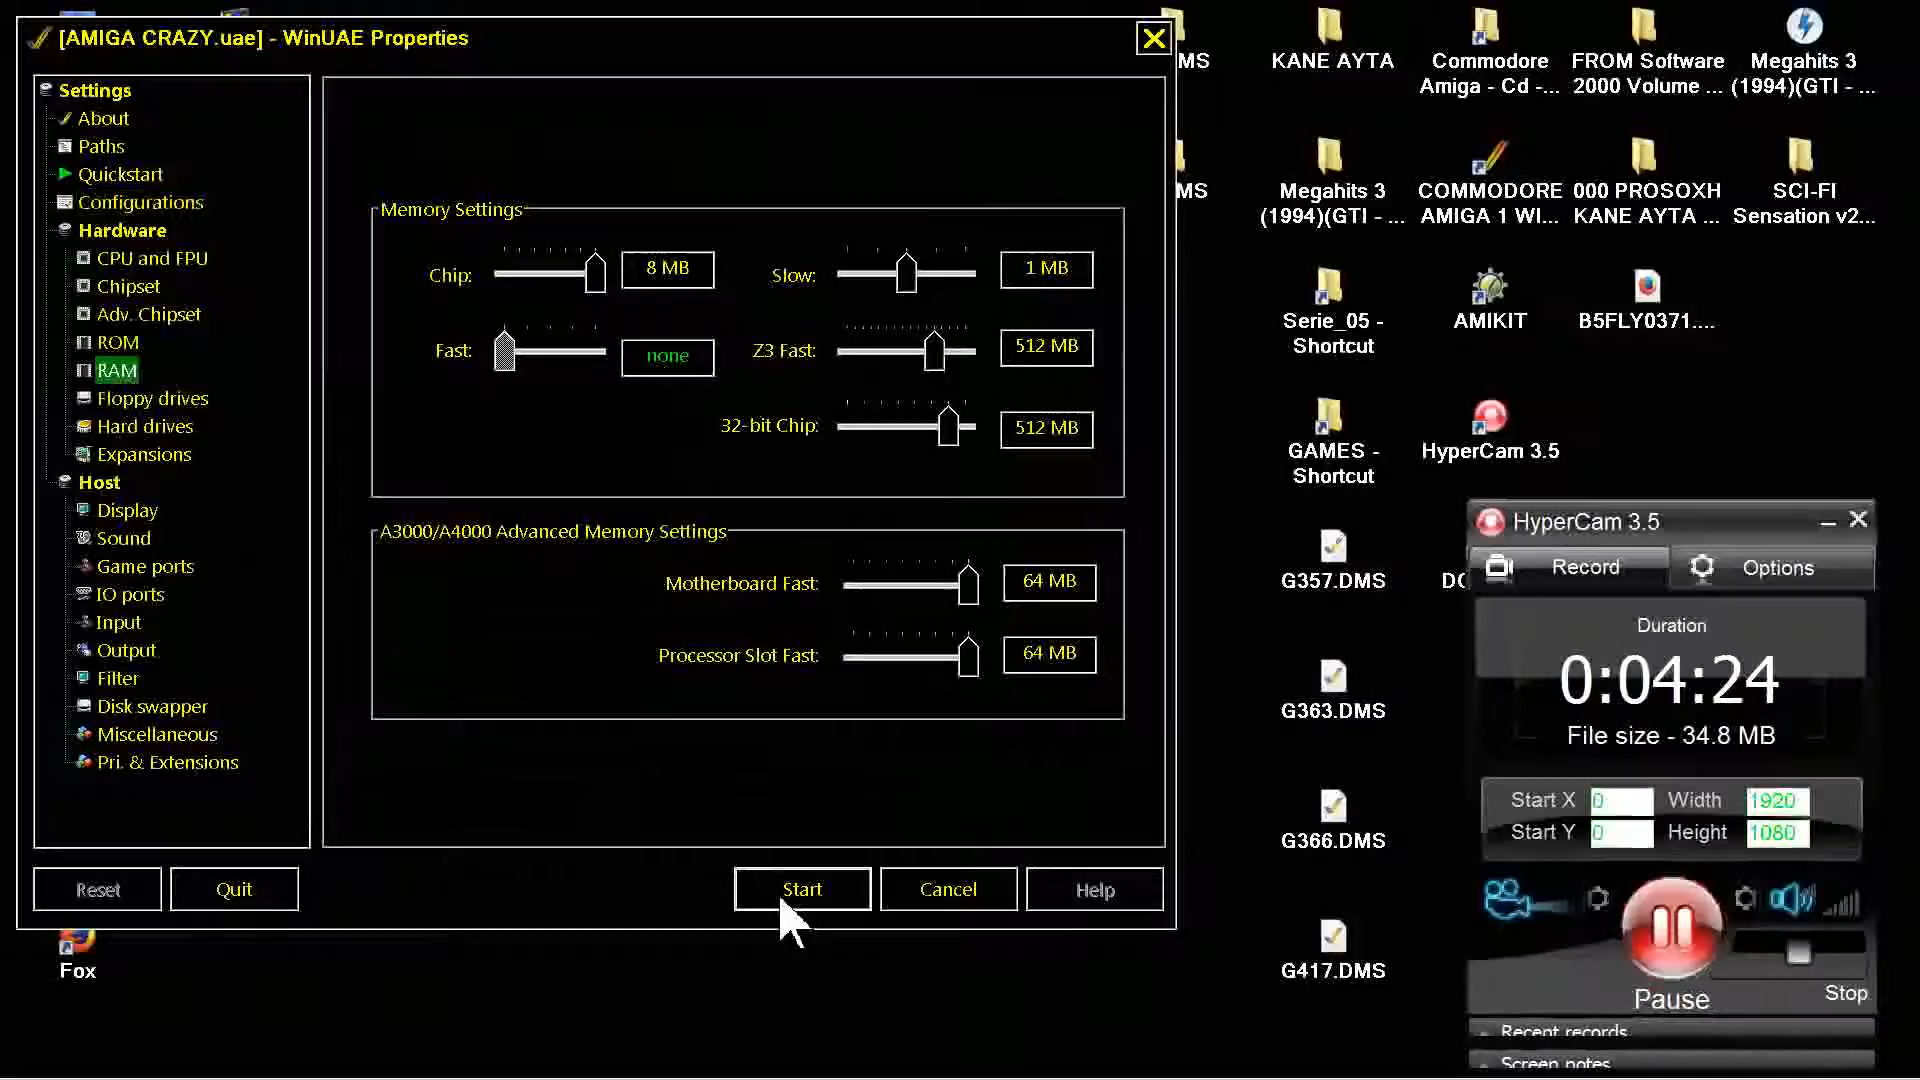 [AMIGA CRAZY.uae] - WinUAE Properties
Settings
About
Paths
Quickstart
Configurations
Hardware
CPU and FPU
Chipset
Adv. Chipset
ROM
RAM
Floppy drives
Hard drives
Expansions
Host
Display
Sound
Game ports
IO ports
Input
Output
Filter
Disk swapper
Miscellaneous
Pri. & Extensions
Memory Settings
Chip: 8 MB
Slow: 1 MB
Fast: none
Z3 Fast: 512 MB
32-bit Chip: 512 MB
A3000/A4000 Advanced Memory Settings
Motherboard Fast: 64 MB
Processor Slot Fast: 64 MB
Reset
Quit
Start
Cancel
Help
Fox
MS
KANE AYTA
Commodore
Amiga - Cd -...
FROM Software
2000 Volume ...
Megahits 3
(1994)(GTI - ...
MS
Megahits 3
(1994)(GTI - ...
COMMODORE
AMIGA 1 WI...
000 PROSOXH
KANE AYTA ...
SCI-FI
Sensation v2...
Serie_05 -
Shortcut
AMIKIT
B5FLY0371....
GAMES -
Shortcut
HyperCam 3.5
G357.DMS
G363.DMS
G366.DMS
G417.DMS
HyperCam 3.5
Record
Options
Duration
0:04:24
File size - 34.8 MB
Start X 0 Width 1920
Start Y 0 Height 1080
Pause
Stop
Recent records
Screen notes